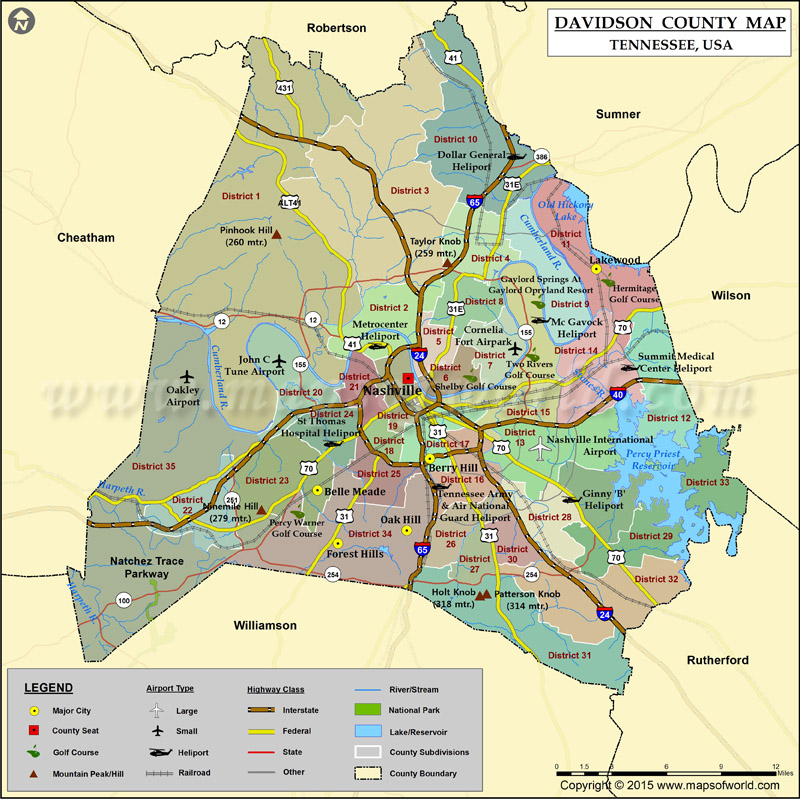 N
DAVIDSON COUNTY MAP
TENNESSEE, USA
Robertson
Sumner
Cheatham
Wilson
Williamson
Rutherford
41
431
District 10
Dollar General
Heliport
386
31E
65
District 1
District 3
ALT41
Old Hickory
Lake
Cumberland R.
District
11
Pinhook Hill
(260 mtr.)
Taylor Knob
(259 mtr.)
District 4
Lakewood
Gaylord Springs At
Gaylord Opryland Resort
Hermitage
Golf Course
District 2
District 8
District 9
31E
12
12
Metrocenter
Heliport
41
District
5
Cornelia
Fort Airpark
155
Mc Gavock
Heliport
70
155
John C
Tune Airport
24
District 14
Cumberland R.
District
7
Two Rivers
Golf Course
Summit Medical
Center Heliport
Oakley
Airport
District
21
Nashville
District
6
Shelby Golf Course
Stones R.
40
District 20
District 24
District
19
District 15
District 12
St Thomas
Hospital Heliport
31
District
13
District
18
District 17
70
Nashville International
Airport
Percy Priest
Reservoir
District 35
70
District 25
Berry Hill
District 16
District 33
Harpeth R.
District 23
Belle Meade
Tennessee Army
& Air National
Guard Heliport
Ginny 'B'
Heliport
District
22
251
Ninemile Hill
(279 mtr.)
Percy Warner
Golf Course
31
Oak Hill
District 28
District 34
District
26
31
District 29
Natchez Trace
Parkway
Forest Hills
65
District
27
District
30
70
254
254
District 32
Harpeth R.
100
Holt Knob
(318 mtr.)
Patterson Knob
(314 mtr.)
24
District 31
LEGEND
Major City
County Seat
Golf Course
Mountain Peak/Hill
Airport Type
Large
Small
Heliport
Railroad
Highway Class
Interstate
Federal
State
Other
River/Stream
National Park
Lake/Reservoir
County Subdivisions
County Boundary
0 3 6 9 12
Miles
Copyright © 2015 www.mapsofworld.com